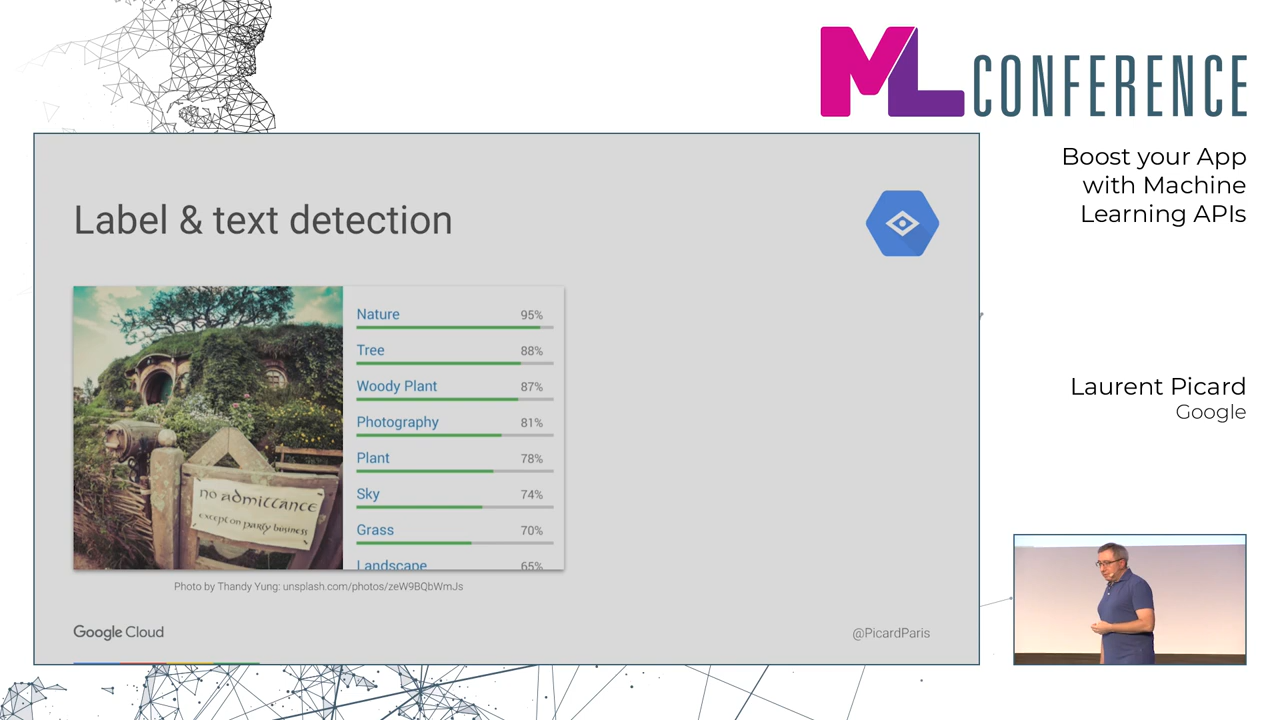 ML CONFERENCE
Boost your App
with Machine
Learning APIs
Laurent Picard
Google
Label & text detection
Nature 95%
Tree 88%
Woody Plant 87%
Photography 81%
Plant 78%
Sky 74%
Grass 70%
Landscape 65%
no admittance
except on party business
Photo by Thandy Yung: unsplash.com/photos/zeW9BQbWmJs
Google Cloud
@PicardParis